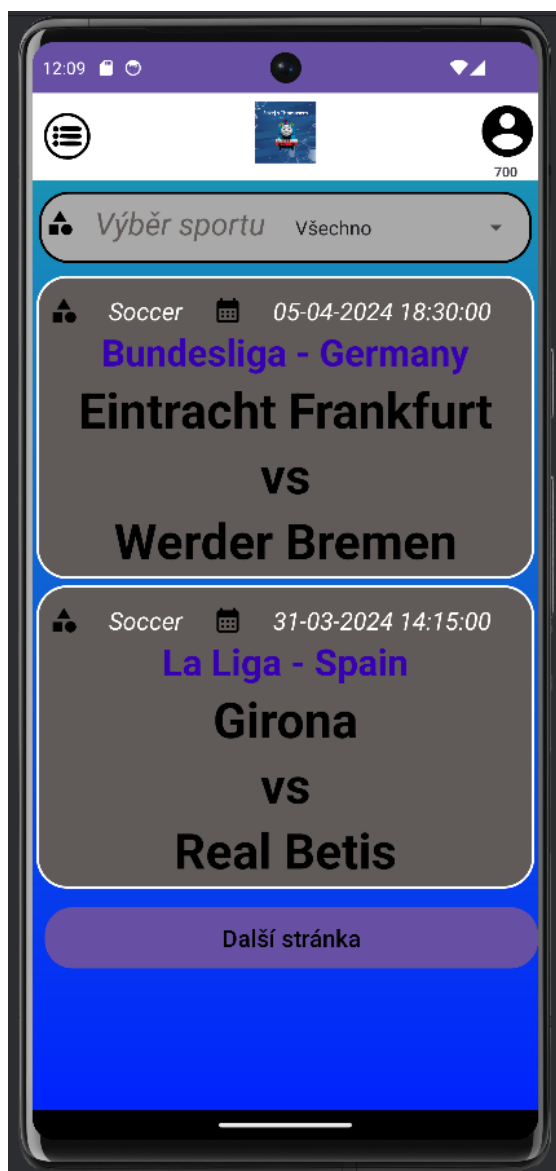 12:09
700
Výběr sportu Všechno
Soccer 05-04-2024 18:30:00
Bundesliga - Germany
Eintracht Frankfurt
vs
Werder Bremen
Soccer 31-03-2024 14:15:00
La Liga - Spain
Girona
vs
Real Betis
Další stránka